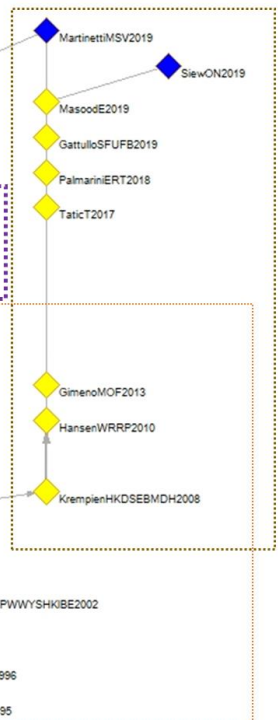 MartinettiMSV2019
SiewON2019
MasoodE2019
GattulloSFUFB2019
PalmariniERT2018
TaticT2017
GimenoMOF2013
HansenWRRP2010
KrempienHKDSEBMDH2008
PWWYSHKIBE2002
996
95